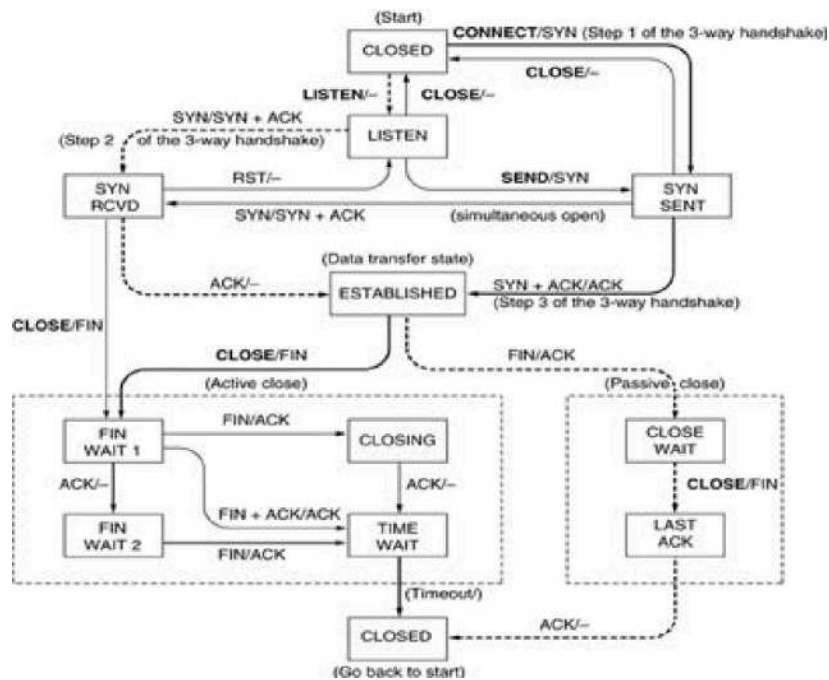 (Start)
CONNECT/SYN (Step 1 of the 3-way handshake)
CLOSED
CLOSE/–
LISTEN/–
CLOSE/–
SYN/SYN + ACK
(Step 2 of the 3-way handshake)
LISTEN
SYN
RCVD
RST/–
SEND/SYN
SYN
SENT
SYN/SYN + ACK
(simultaneous open)
(Data transfer state)
ACK/–
ESTABLISHED
SYN + ACK/ACK
(Step 3 of the 3-way handshake)
CLOSE/FIN
CLOSE/FIN
FIN/ACK
(Active close)
(Passive close)
FIN
WAIT 1
FIN/ACK
CLOSING
CLOSE
WAIT
ACK/–
ACK/–
CLOSE/FIN
FIN + ACK/ACK
FIN
WAIT 2
FIN/ACK
TIME
WAIT
LAST
ACK
(Timeout/)
CLOSED
ACK/–
(Go back to start)